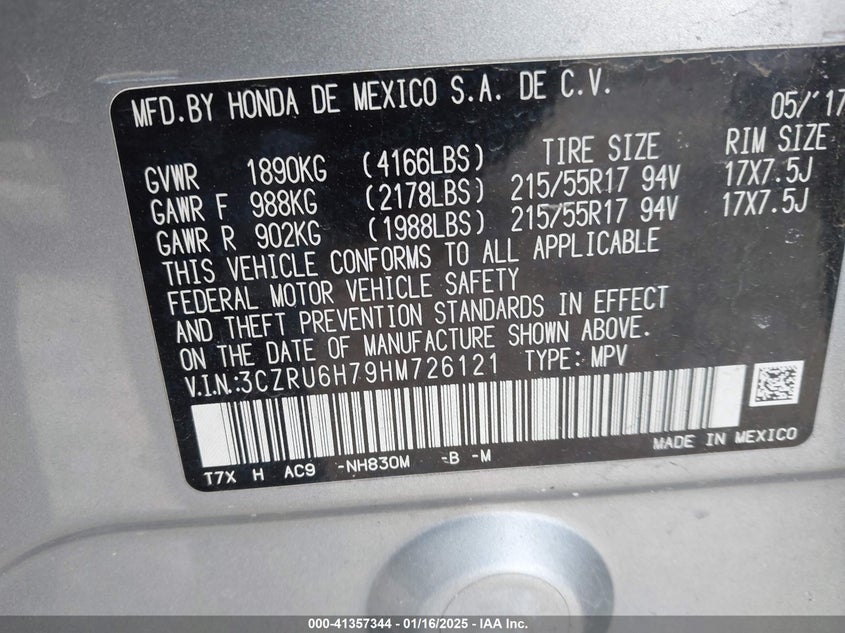 MFD.BY HONDA DE MEXICO S.A. DE C.V. 05/'17
GVWR 1890KG (4166LBS) TIRE SIZE RIM SIZE
GAWR F 988KG (2178LBS) 215/55R17 94V 17X7.5J
GAWR R 902KG (1988LBS) 215/55R17 94V 17X7.5J
THIS VEHICLE CONFORMS TO ALL APPLICABLE
FEDERAL MOTOR VEHICLE SAFETY
AND THEFT PREVENTION STANDARDS IN EFFECT
ON THE DATE OF MANUFACTURE SHOWN ABOVE.
V.I.N.:3CZRU6H79HM726121 TYPE: MPV
MADE IN MEXICO
T7X H AC9 -NH830M -B -M
000-41357344 / 01/16/2025 - IAA Inc.